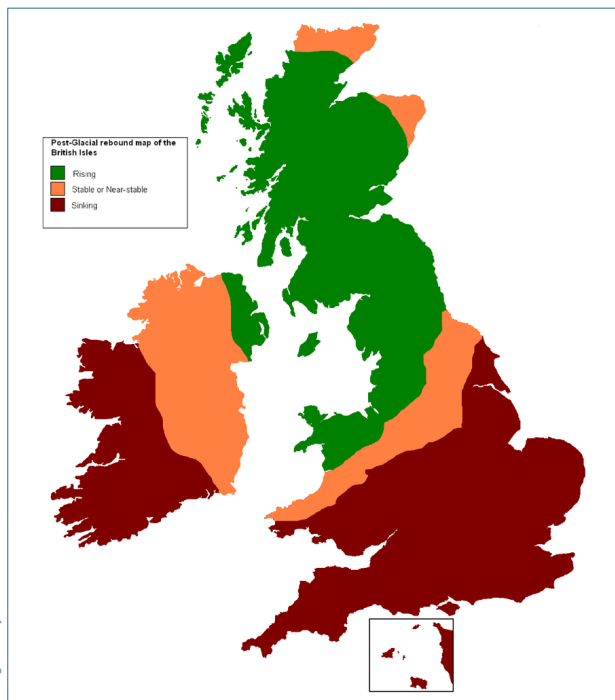 Post-Glacial rebound map of the
British Isles
Rising
Stable or Near-stable
Sinking